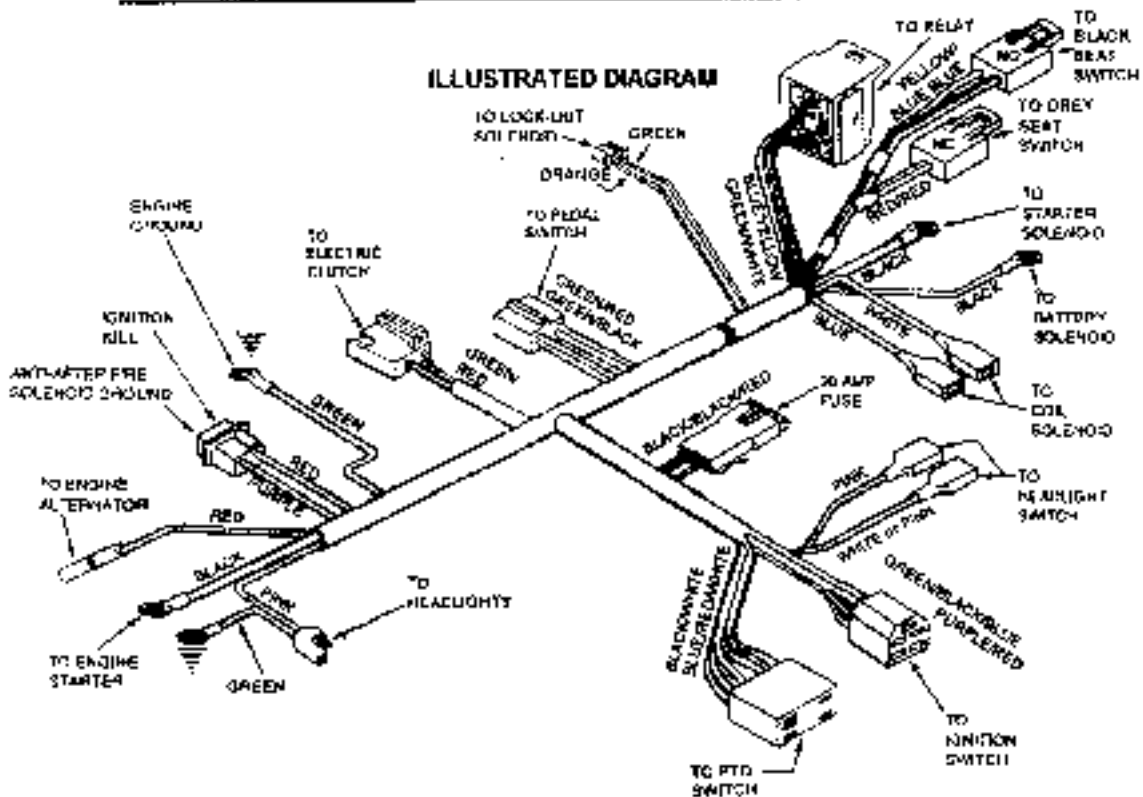 ILLUSTRATED DIAGRAM
TO RELAY
YELLOW
BLUE BLUE
NO
TO
BLACK
SEAT
SWITCH
TO GREY
SEAT
SWITCH
NC
RED/RED
TO LOCK-OUT
SOLENOID
GREEN
ORANGE
BLUE/YELLOW
GREEN/WHITE
TO PEDAL
SWITCH
GREEN/RED
GREEN/BLACK
TO
STARTER
SOLENOID
BLACK
BLACK
TO
BATTERY
SOLENOID
WHITE
BLUE
TO
COIL
SOLENOID
ENGINE
GROUND
TO
ELECTRIC
CLUTCH
GREEN
RED
IGNITION
KILL
ANTI-AFTER FIRE
SOLENOID GROUND
GREEN
RED
PURPLE
BLACK/BLACK/RED
20 AMP
FUSE
TO ENGINE
ALTERNATOR
RED
BLACK
PINK
TO
HEADLIGHTS
TO ENGINE
STARTER
GREEN
PINK
WHITE or PINK
TO
HEADLIGHT
SWITCH
GREEN/BLACK/BLUE
PURPLE/RED
BLACK/WHITE
BLUE/RED/WHITE
TO
IGNITION
SWITCH
TO PTO
SWITCH